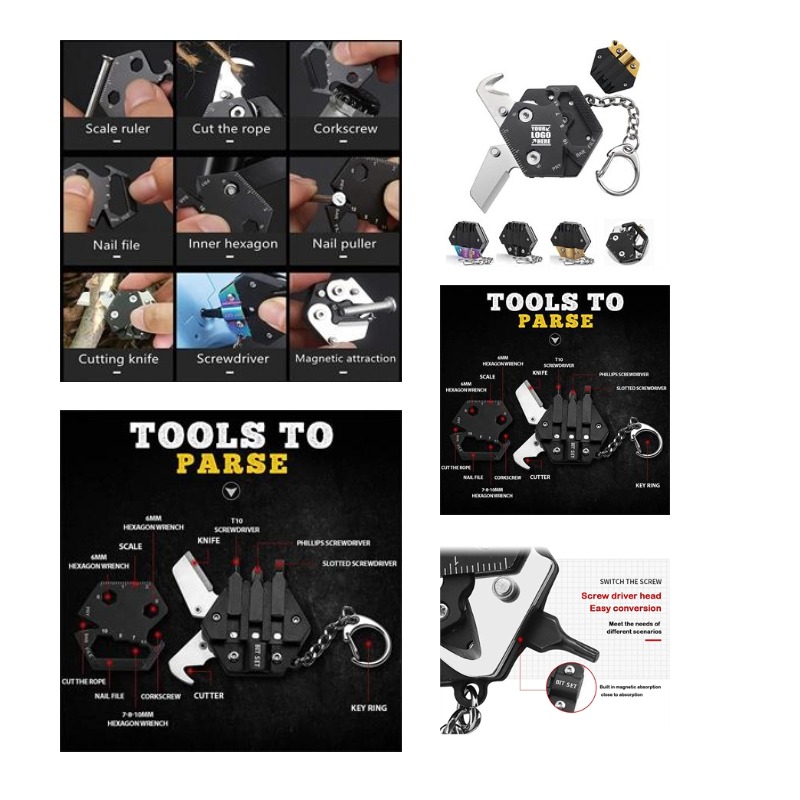 Scale ruler
Cut the rope
Corkscrew
Nail file
Inner hexagon
Nail puller
Cutting knife
Screwdriver
Magnetic attraction
YOUR
LOGO
HERE
TOOLS TO
PARSE
6MM
HEXAGON WRENCH
SCALE
6MM
HEXAGON WRENCH
KNIFE
T10
SCREWDRIVER
PHILLIPS SCREWDRIVER
SLOTTED SCREWDRIVER
BIT SET
CUT THE ROPE
NAIL FILE
CORKSCREW
7-8-10MM
HEXAGON WRENCH
CUTTER
KEY RING
TOOLS TO
PARSE
6MM
HEXAGON WRENCH
SCALE
6MM
HEXAGON WRENCH
KNIFE
T10
SCREWDRIVER
PHILLIPS SCREWDRIVER
SLOTTED SCREWDRIVER
BIT SET
CUT THE ROPE
NAIL FILE
CORKSCREW
7-8-10MM
HEXAGON WRENCH
CUTTER
KEY RING
SWITCH THE SCREW
Screw driver head
Easy conversion
Meet the needs of
different scenarios
BIT SET
Built in magnetic absorption
close to absorption